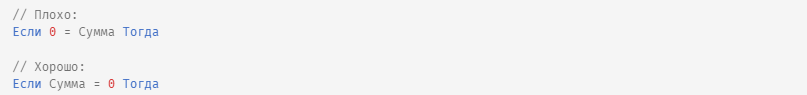 // Плохо:
Если 0 = Сумма Тогда
// Хорошо:
Если Сумма = 0 Тогда